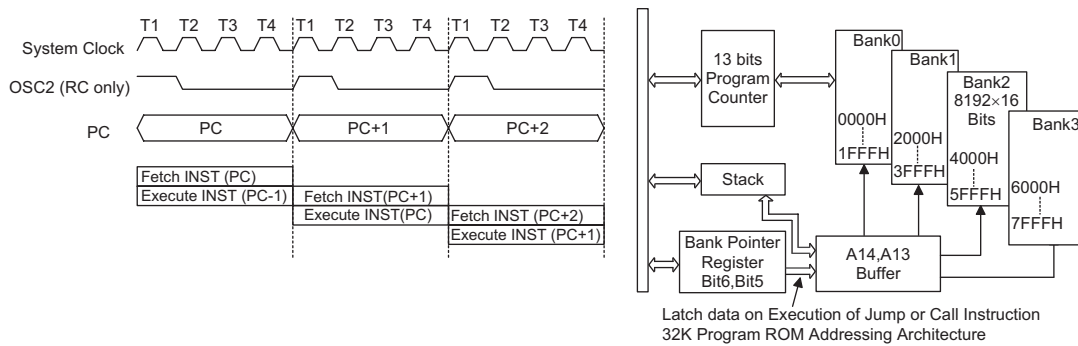 T1 T2 T3 T4 T1 T2 T3 T4 T1 T2 T3 T4
System Clock
OSC2 (RC only)
PC PC PC+1 PC+2
Fetch INST (PC)
Execute INST (PC-1) Fetch INST(PC+1)
Execute INST(PC) Fetch INST (PC+2)
Execute INST (PC+1)
13 bits
Program
Counter
Stack
Bank Pointer
Register
Bit6,Bit5
A14,A13
Buffer
Bank0
0000H
1FFFH
Bank1
2000H
3FFFH
Bank2
8192×16
Bits
4000H
5FFFH
Bank3
6000H
7FFFH
Latch data on Execution of Jump or Call Instruction
32K Program ROM Addressing Architecture